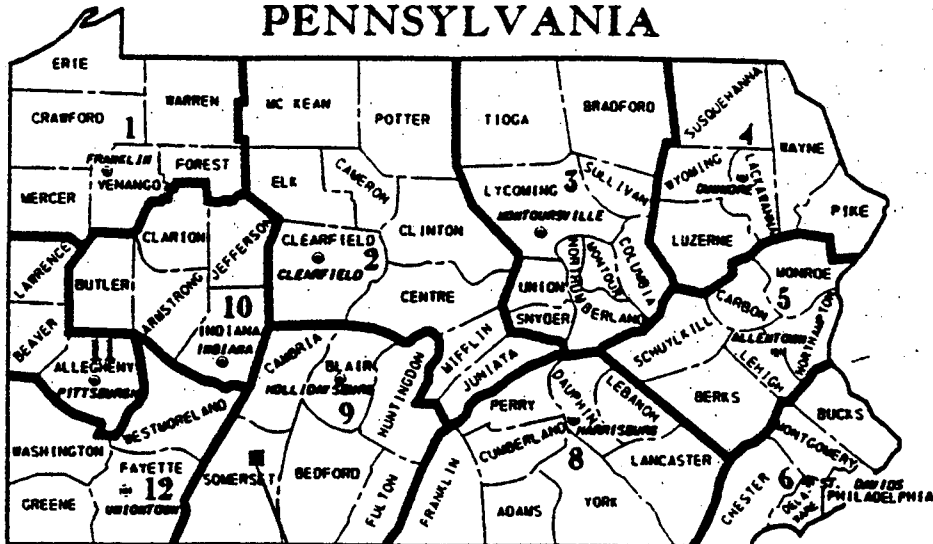 PENNSYLVANIA
ERIE
CRAWFORD
WARREN
1
FRANKLIN
VENANGO
FOREST
MERCER
MC KEAN
POTTER
ELK
CAMERON
CLEARFIELD
2
CLEARFIELD
CLINTON
CENTRE
MIFFLIN
JUNIATA
TIOGA
BRADFORD
LYCOMING
3
SULLIVAN
MONTOURSVILLE
UNION
SNYDER
NORTHUMBERLAND
MONTOUR
COLUMBIA
SUSQUEHANNA
4
WAYNE
WYOMING
LACKAWANNA
DUNMORE
PIKE
LUZERNE
MONROE
CARBON
5
SCHUYLKILL
ALLENTOWN
NORTHAMPTON
LEHIGH
BERKS
BUCKS
MONTGOMERY
CHESTER
6
ST. DAVIDS
PHILADELPHIA
PERRY
DAUPHIN
LEBANON
CUMBERLAND
HARRISBURG
8
LANCASTER
FRANKLIN
ADAMS
YORK
CAMBRIA
BLAIR
HUNTINGDON
9
SOMERSET
BEDFORD
FULTON
CLARION
JEFFERSON
BUTLER
ARMSTRONG
10
INDIANA
INDIANA
LAWRENCE
BEAVER
11
ALLEGHENY
PITTSBURGH
WESTMORELAND
WASHINGTON
FAYETTE
12
UNIONTOWN
GREENE